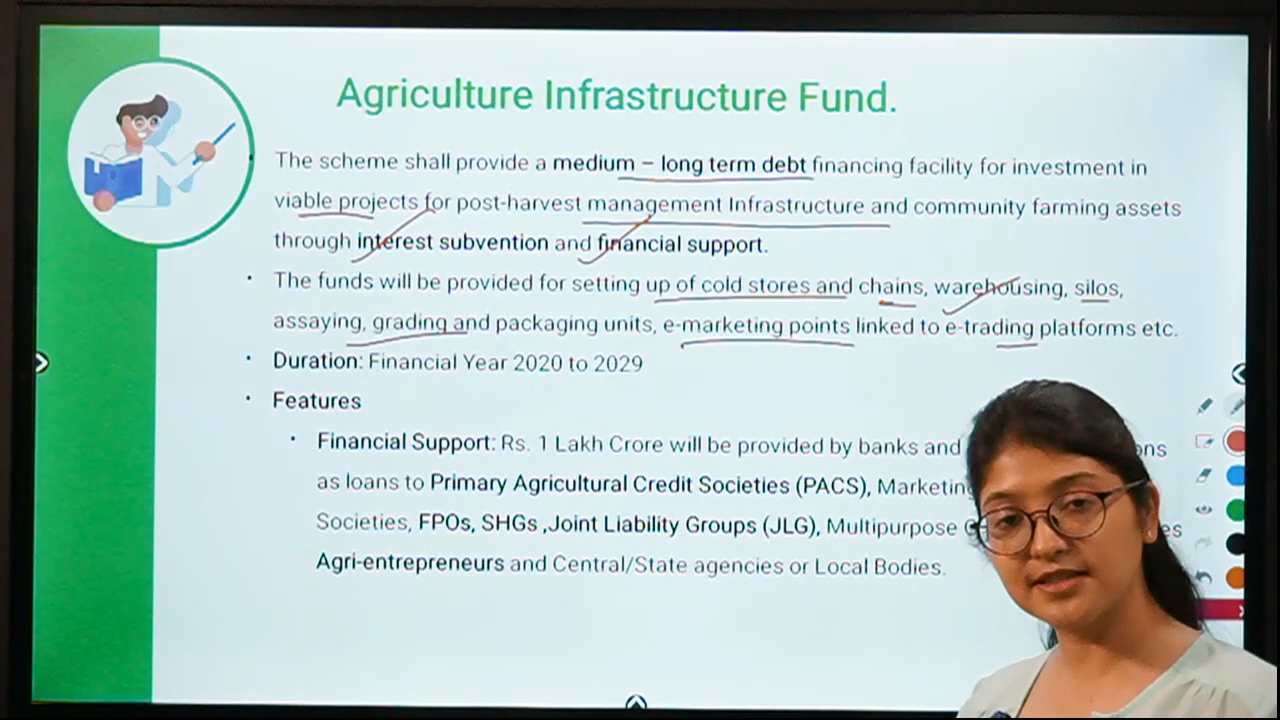 Agriculture Infrastructure Fund.
The scheme shall provide a medium – long term debt financing facility for investment in
viable projects for post-harvest management Infrastructure and community farming assets
through interest subvention and financial support.
• The funds will be provided for setting up of cold stores and chains, warehousing, silos,
assaying, grading and packaging units, e-marketing points linked to e-trading platforms etc.
• Duration: Financial Year 2020 to 2029
• Features
• Financial Support: Rs. 1 Lakh Crore will be provided by banks and
as loans to Primary Agricultural Credit Societies (PACS), Marketing
Societies, FPOs, SHGs ,Joint Liability Groups (JLG), Multipurpose
Agri-entrepreneurs and Central/State agencies or Local Bodies.